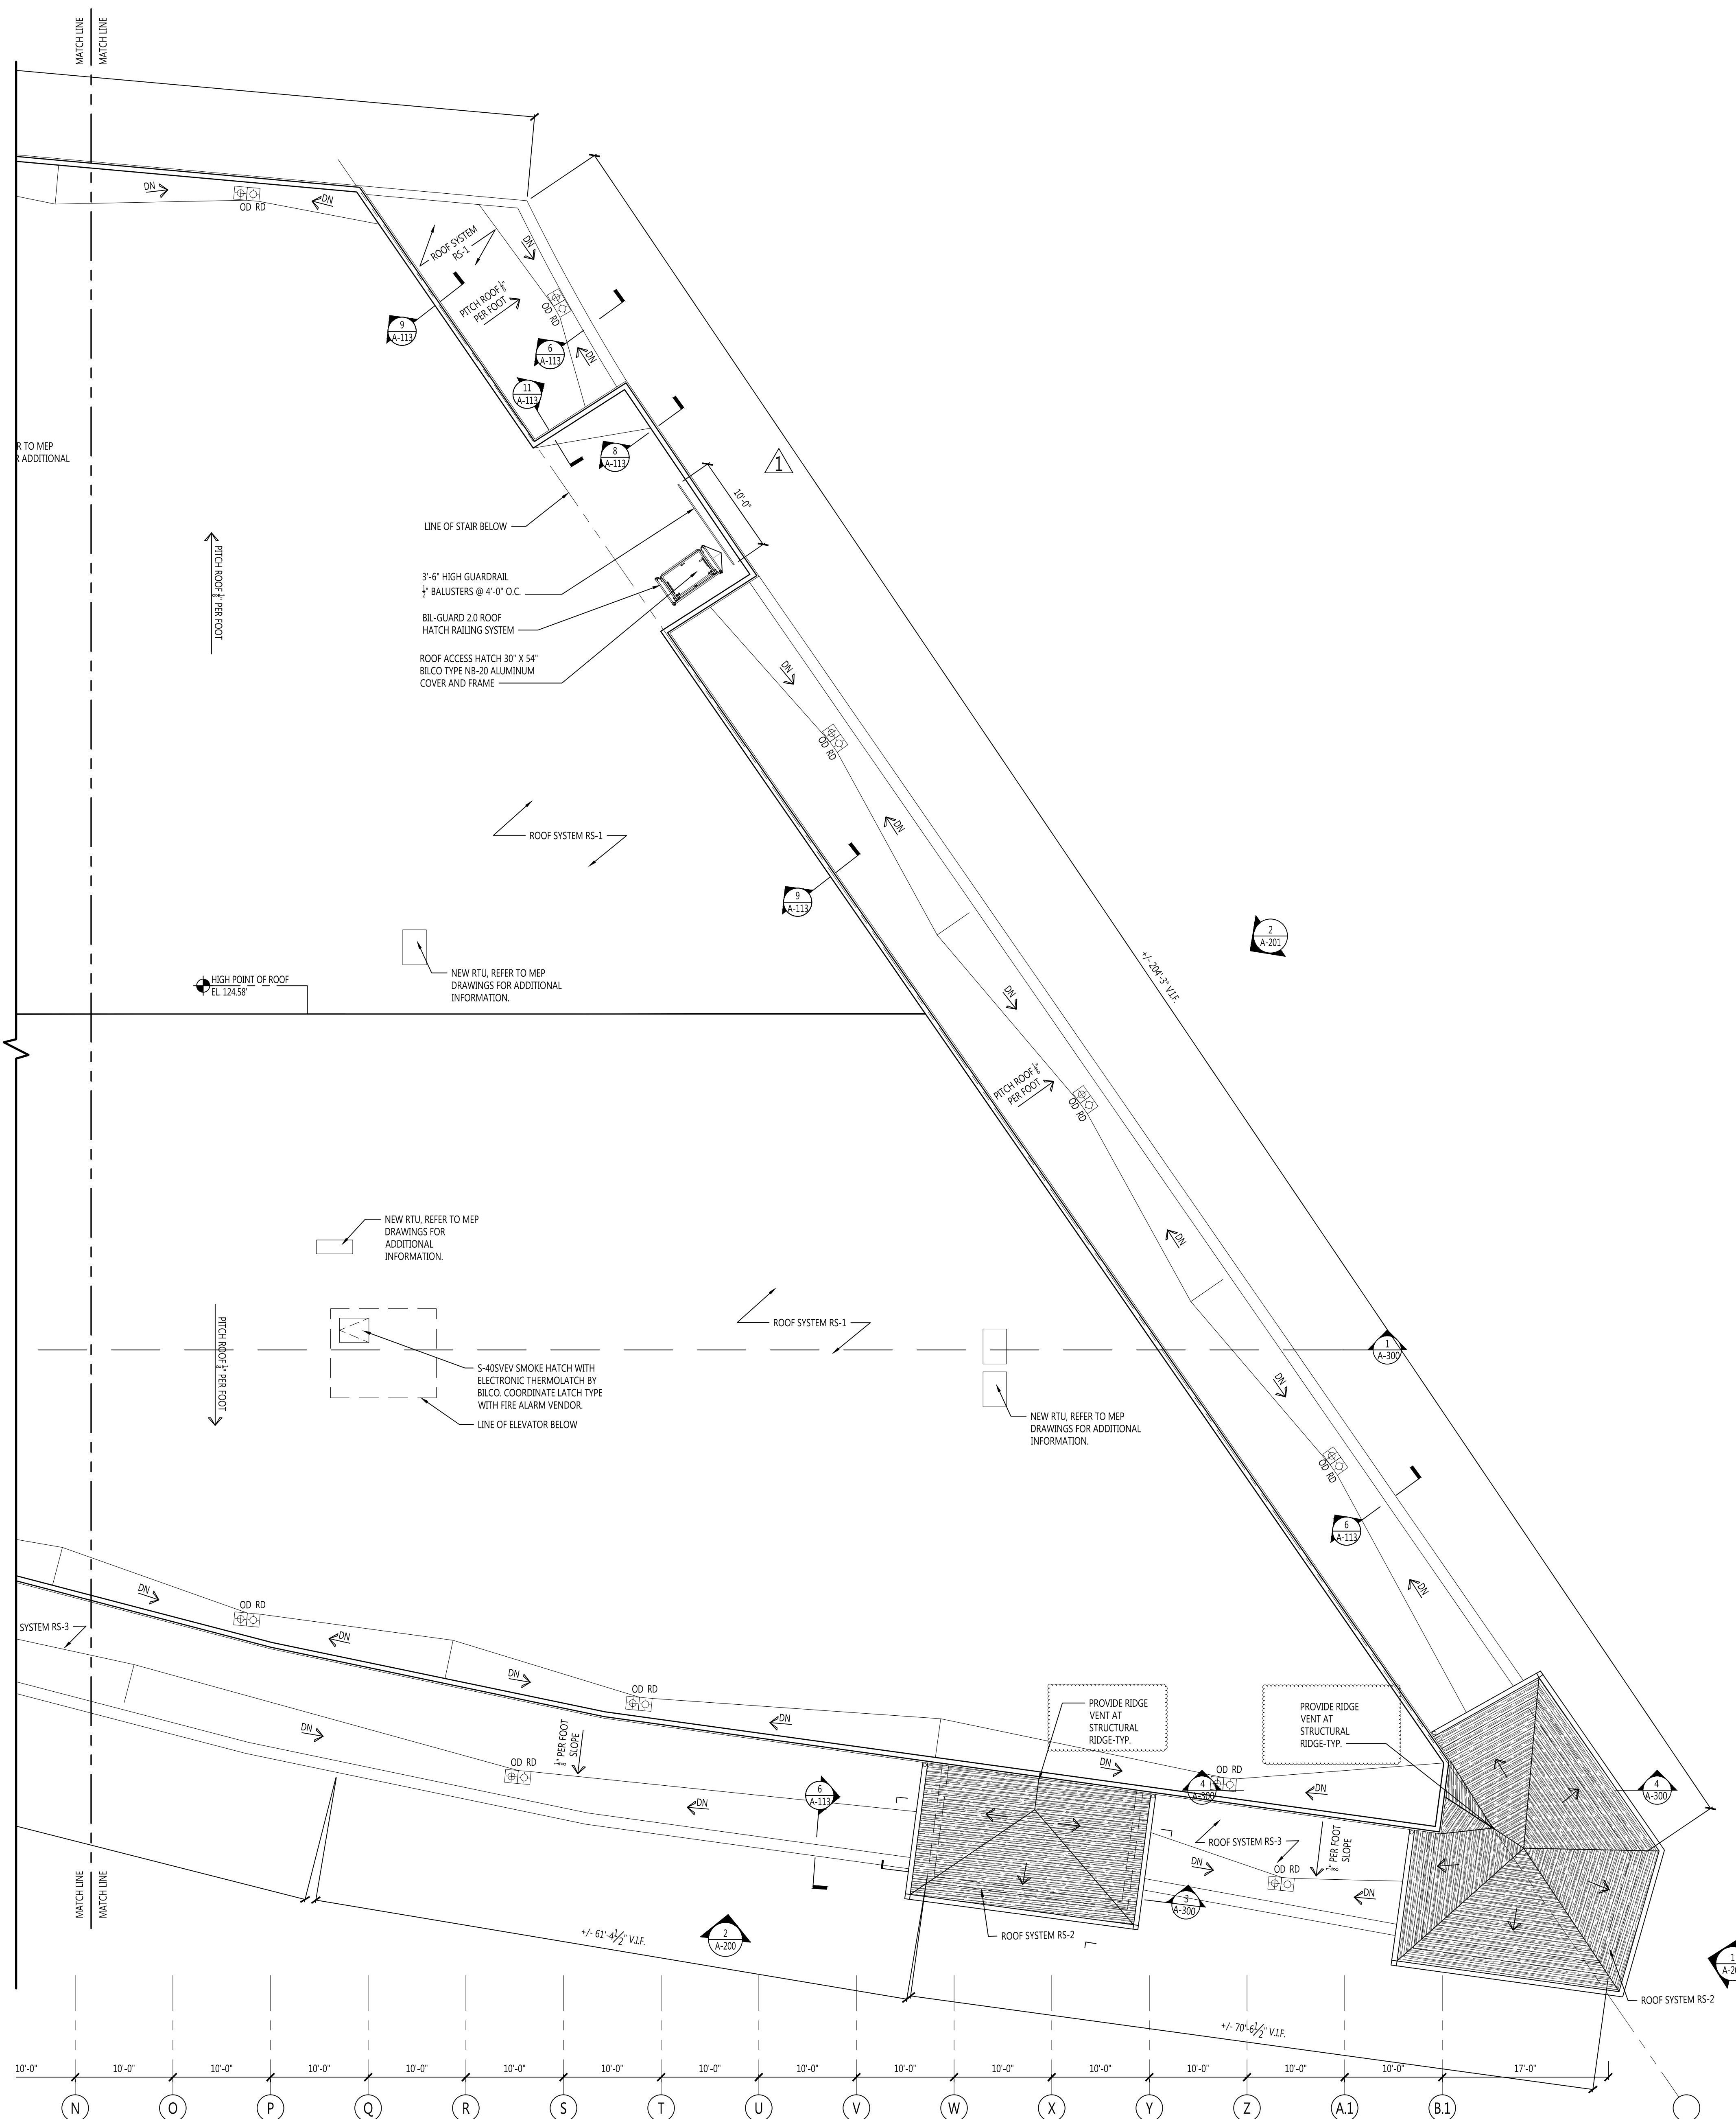 MATCH LINE
MATCH LINE
DN
OD RD
DN
ROOF SYSTEM
RS-1
DN
PITCH ROOF 1/8"
PER FOOT
OD RD
9
A-113
6
A-113
DN
11
A-113
8
A-113
1
R TO MEP
R ADDITIONAL
10'-0"
LINE OF STAIR BELOW
PITCH ROOF 1/8" PER FOOT
3'-6" HIGH GUARDRAIL
1/2" BALUSTERS @ 4'-0" O.C.
BIL-GUARD 2.0 ROOF
HATCH RAILING SYSTEM
ROOF ACCESS HATCH 30" X 54"
BILCO TYPE NB-20 ALUMINUM
COVER AND FRAME
DN
OD RD
DN
ROOF SYSTEM RS-1
9
A-113
2
A-201
+/- 204'-3" V.I.F.
HIGH POINT OF ROOF
EL. 124.58'
NEW RTU, REFER TO MEP
DRAWINGS FOR ADDITIONAL
INFORMATION.
DN
PITCH ROOF 1/8"
PER FOOT
OD RD
NEW RTU, REFER TO MEP
DRAWINGS FOR
ADDITIONAL
INFORMATION.
DN
PITCH ROOF 1/8" PER FOOT
ROOF SYSTEM RS-1
1
A-300
S-40SVEV SMOKE HATCH WITH
ELECTRONIC THERMOLATCH BY
BILCO. COORDINATE LATCH TYPE
WITH FIRE ALARM VENDOR.
LINE OF ELEVATOR BELOW
DN
NEW RTU, REFER TO MEP
DRAWINGS FOR ADDITIONAL
INFORMATION.
OD RD
6
A-113
DN
DN
OD RD
SYSTEM RS-3
DN
DN
OD RD
DN
PROVIDE RIDGE
VENT AT
STRUCTURAL
RIDGE-TYP.
PROVIDE RIDGE
VENT AT
STRUCTURAL
RIDGE-TYP.
DN
1/8" PER FOOT
SLOPE
OD RD
DN
OD RD
4
A-300
DN
4
A-300
6
A-113
DN
ROOF SYSTEM RS-3
1/8" PER FOOT
SLOPE
DN
OD RD
DN
3
A-300
MATCH LINE
MATCH LINE
+/- 61'-4 1/2" V.I.F.
2
A-200
ROOF SYSTEM RS-2
1
A-20
ROOF SYSTEM RS-2
+/- 70'-6 1/2" V.I.F.
10'-0" 10'-0" 10'-0" 10'-0" 10'-0" 10'-0" 10'-0" 10'-0" 10'-0" 10'-0" 10'-0" 10'-0" 10'-0" 10'-0" 10'-0" 17'-0"
N O P Q R S T U V W X Y Z A.1 B.1